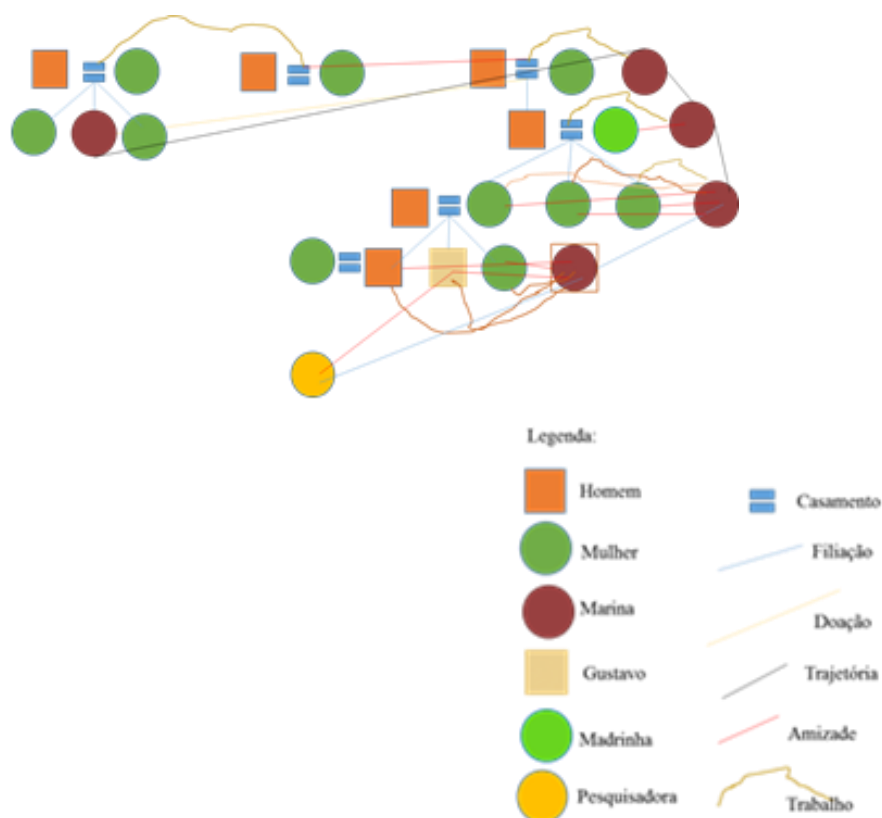 Legenda:
Homem
Casamento
Mulher
Filiação
Marina
Doação
Gustavo
Trajetória
Madrinha
Amizade
Pesquisadora
Trabalho